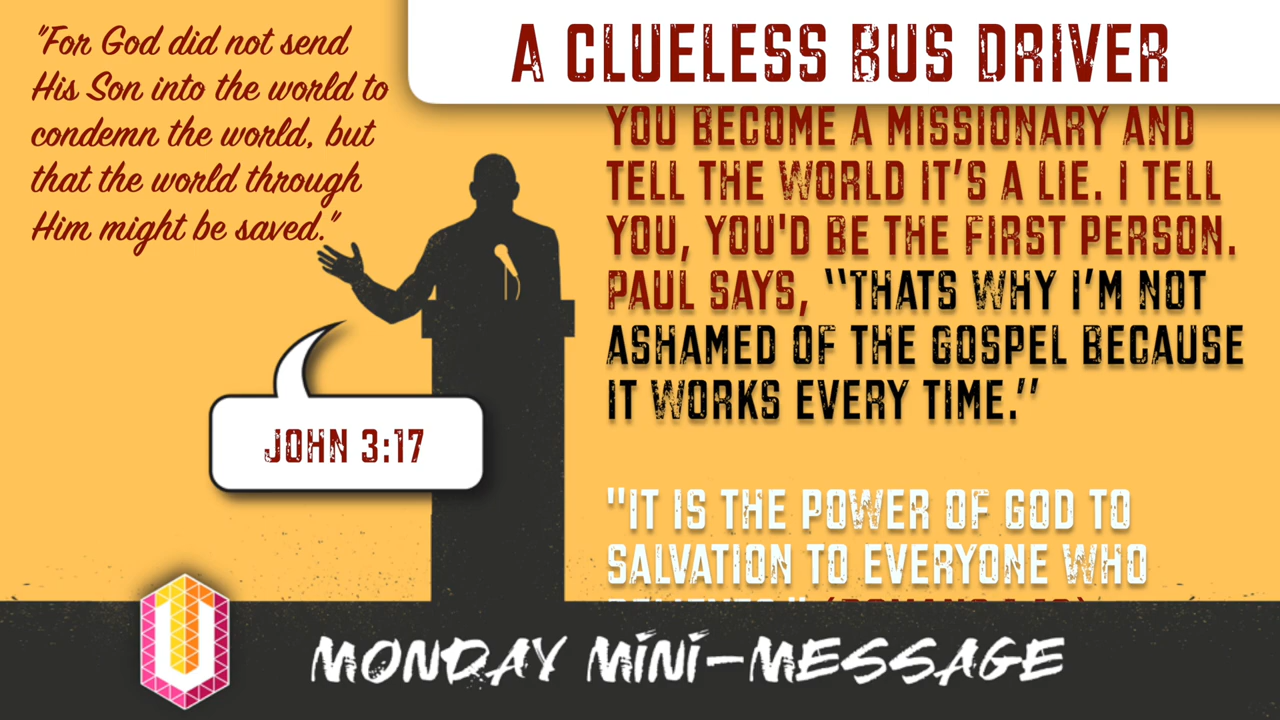 "For God did not send
His Son into the world to
condemn the world, but
that the world through
Him might be saved."
A CLUELESS BUS DRIVER
YOU BECOME A MISSIONARY AND
TELL THE WORLD IT'S A LIE. I TELL
YOU, YOU'D BE THE FIRST PERSON.
PAUL SAYS, ''THATS WHY I'M NOT
ASHAMED OF THE GOSPEL BECAUSE
IT WORKS EVERY TIME.''
"IT IS THE POWER OF GOD TO
SALVATION TO EVERYONE WHO
JOHN 3:17
U
MONDAY MINI-MESSAGE